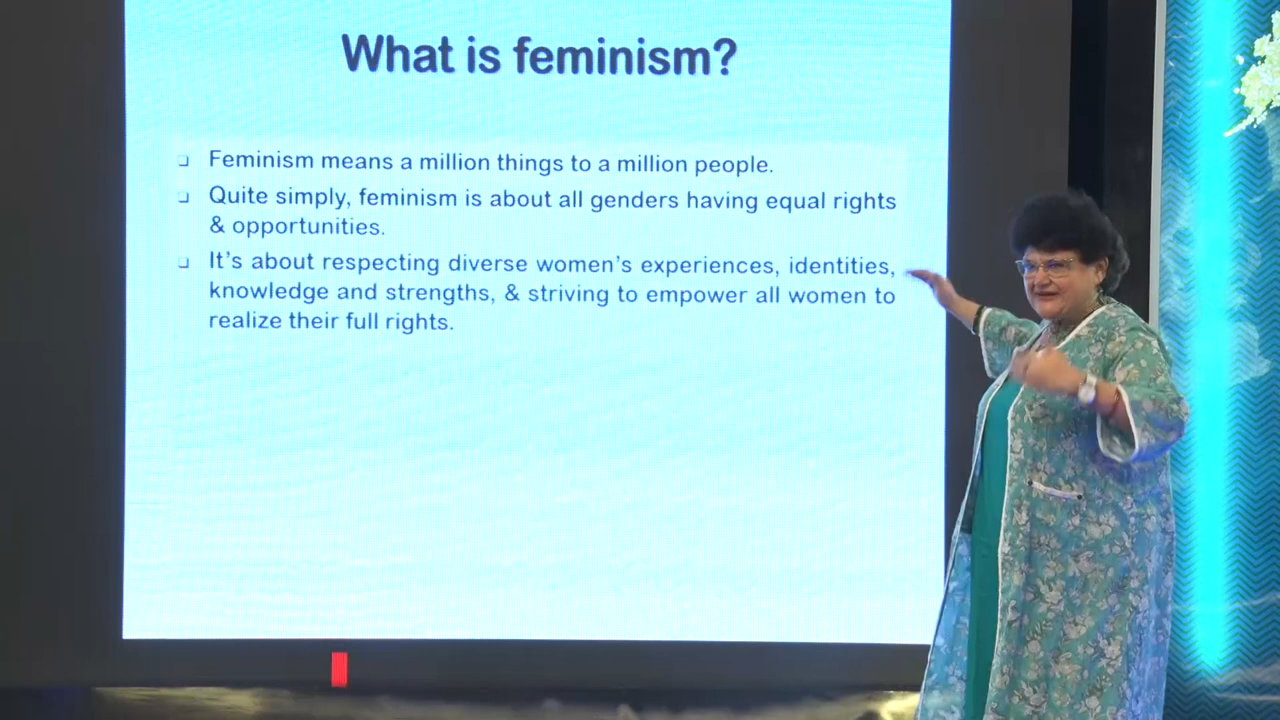 What is feminism?
❑ Feminism means a million things to a million people.
❑ Quite simply, feminism is about all genders having equal rights
& opportunities.
❑ It's about respecting diverse women's experiences, identities,
knowledge and strengths, & striving to empower all women to
realize their full rights.